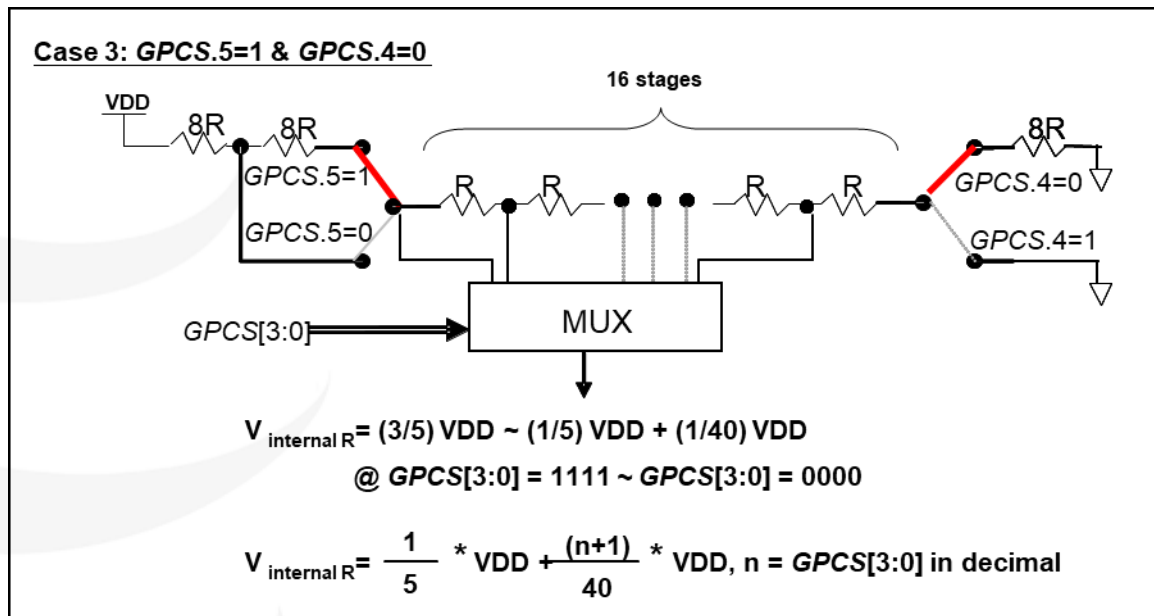 Case 3: GPCS.5=1 & GPCS.4=0
16 stages
VDD
8R
8R
8R
GPCS.5=1
R
R
R
R
GPCS.4=0
GPCS.5=0
GPCS.4=1
GPCS[3:0]
MUX
V internal R = (3/5) VDD ~ (1/5) VDD + (1/40) VDD
@ GPCS[3:0] = 1111 ~ GPCS[3:0] = 0000
V internal R = 1/5 * VDD + (n+1)/40 * VDD, n = GPCS[3:0] in decimal